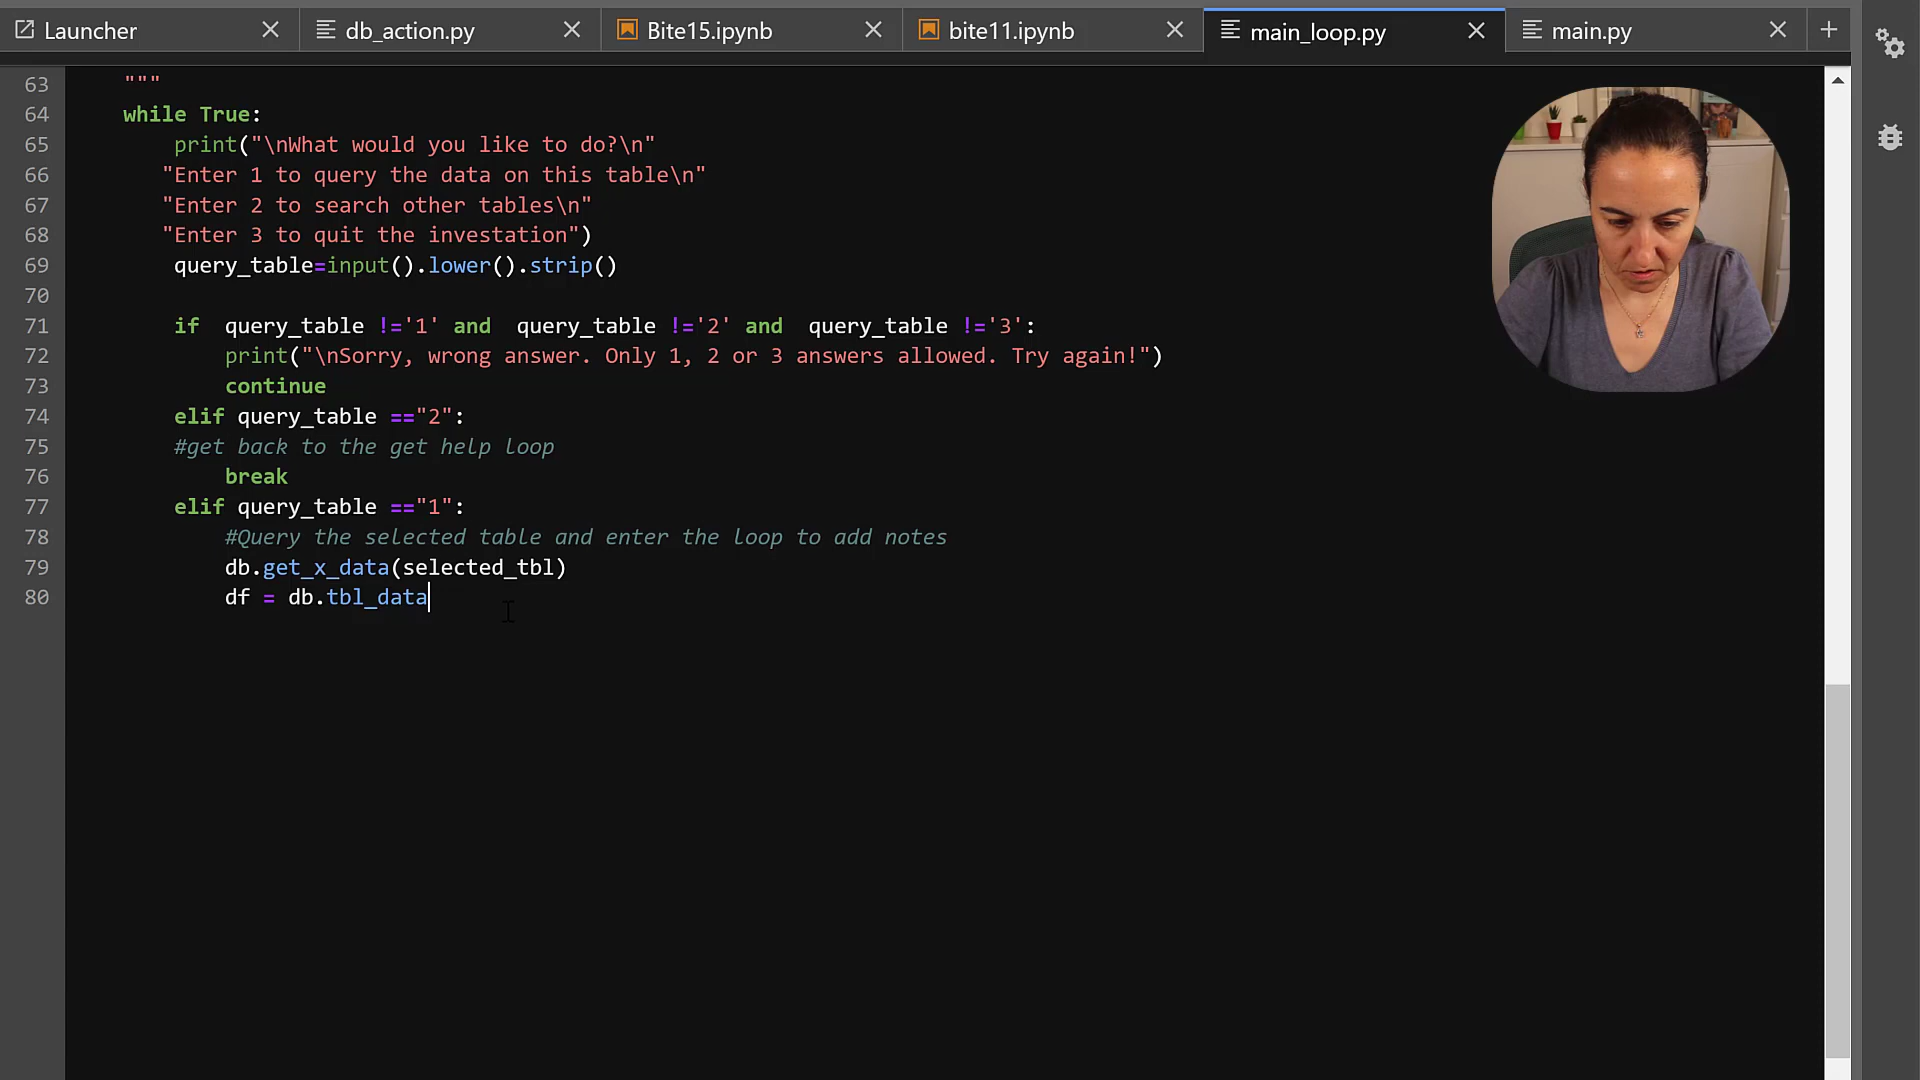 Launcher
db_action.py
Bite15.ipynb
bite11.ipynb
main_loop.py
main.py
63 """
64 while True:
65 print("\nWhat would you like to do?\n"
66 "Enter 1 to query the data on this table\n"
67 "Enter 2 to search other tables\n"
68 "Enter 3 to quit the investation")
69 query_table=input().lower().strip()
70
71 if  query_table !='1' and  query_table !='2' and  query_table !='3':
72 print("\nSorry, wrong answer. Only 1, 2 or 3 answers allowed. Try again!")
73 continue
74 elif query_table =="2":
75 #get back to the get help loop
76 break
77 elif query_table =="1":
78 #Query the selected table and enter the loop to add notes
79 db.get_x_data(selected_tbl)
80 df = db.tbl_data